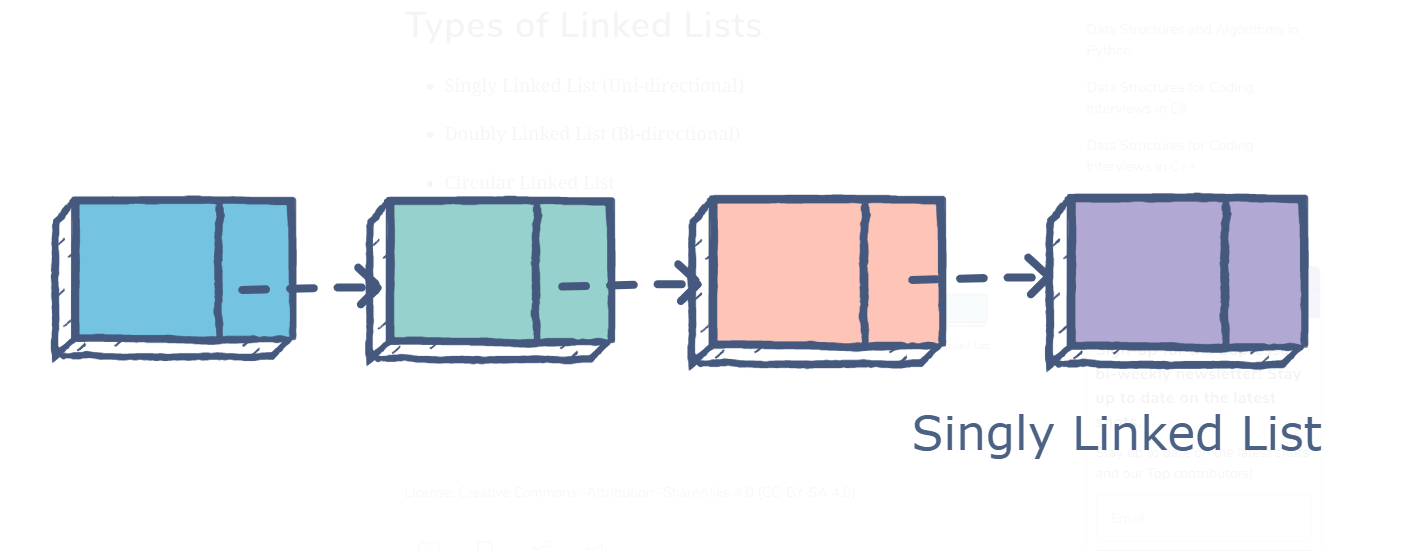 Types of Linked Lists
Singly Linked List (Uni-directional)
Doubly Linked List (Bi-directional)
Circular Linked List
Data Structures and Algorithms in
Python
Data Structures for Coding
Interviews in C#
Data Structures for Coding
Interviews in C++
bi-weekly newsletter! Stay
up to date on the latest
Singly Linked List
and our Top contributors!
License: Creative Commons -Attribution -ShareAlike 4.0 (CC-BY-SA 4.0)
Email